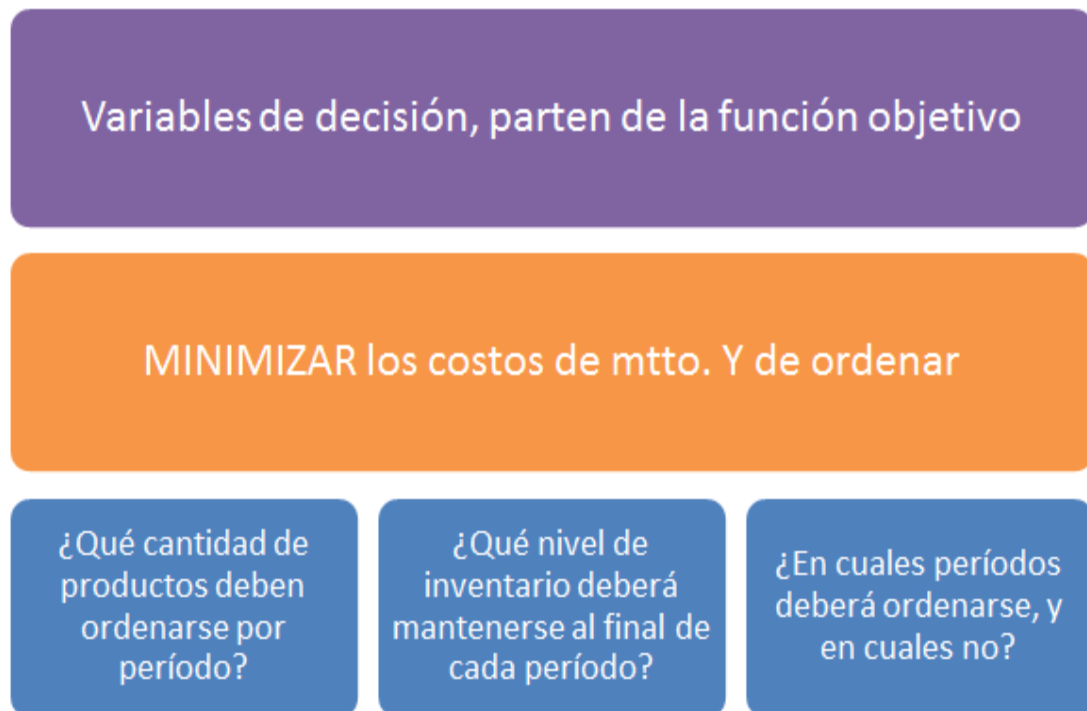 Variables de decisión, parten de la función objetivo
MINIMIZAR los costos de mtto. Y de ordenar
¿Qué cantidad de
productos deben
ordenarse por
período?
¿Qué nivel de
inventario deberá
mantenerse al final de
cada período?
¿En cuales períodos
deberá ordenarse, y
en cuales no?